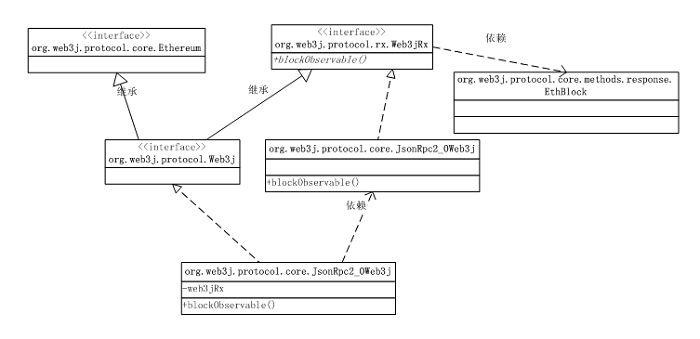 <<interface>>
org.web3j.protocol.core.Ethereum
<<interface>>
org.web3j.protocol.rx.Web3jRx
+blockObservable()
依赖
org.web3j.protocol.core.methods.response.
EthBlock
继承
继承
<<interface>>
org.web3j.protocol.Web3j
org.web3j.protocol.core.JsonRpc2_0Web3j
+blockObservable()
依赖
org.web3j.protocol.core.JsonRpc2_0Web3j
-web3jRx
+blockObservable()